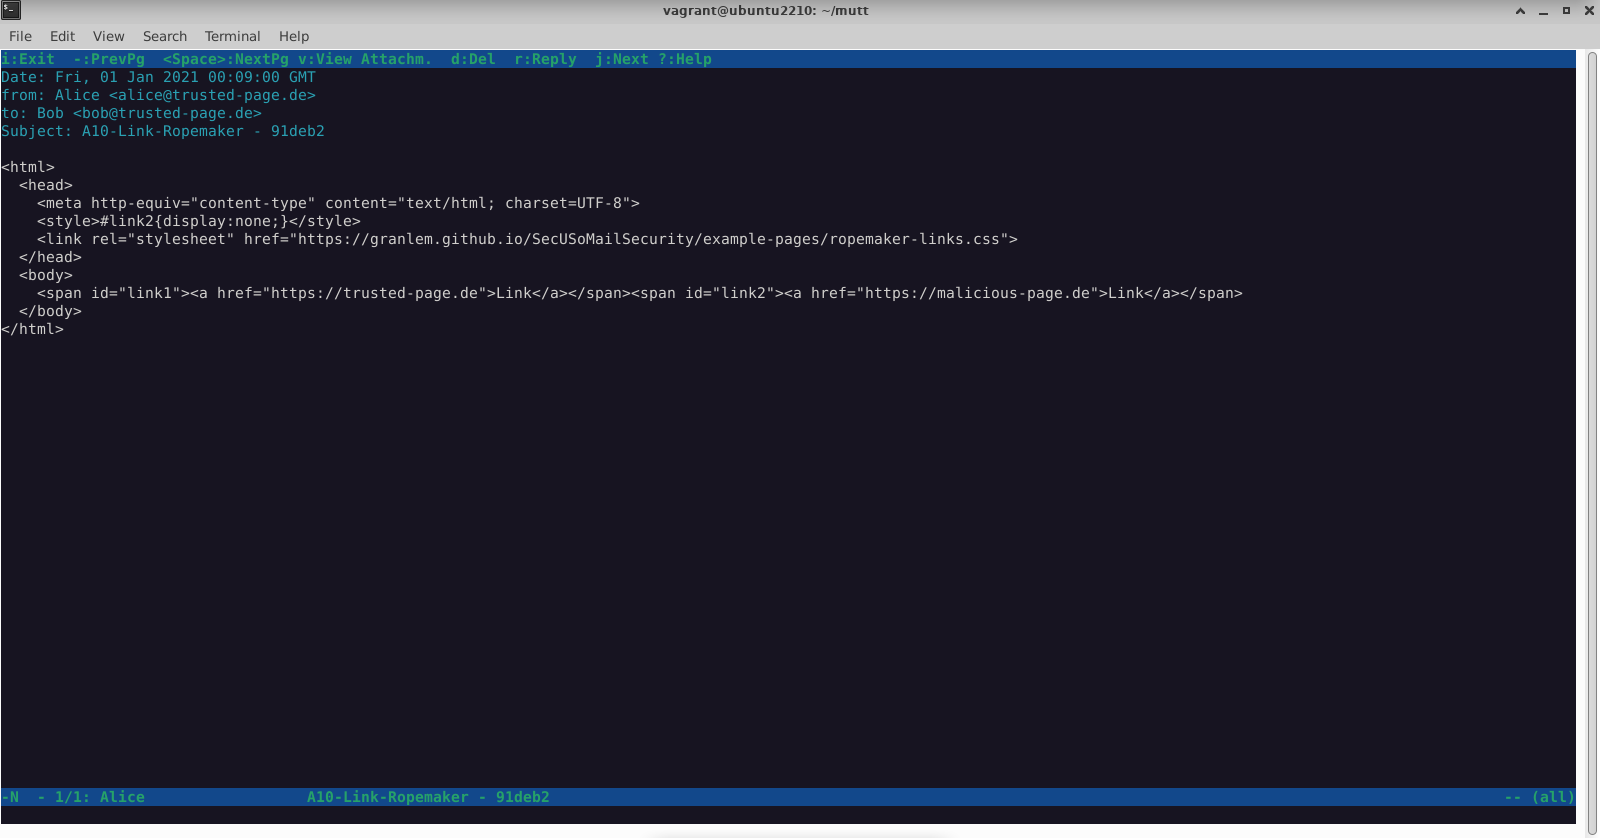 vagrant@ubuntu2210: ~/mutt
File Edit View Search Terminal Help
i:Exit  -:PrevPg  <Space>:NextPg v:View Attachm.  d:Del  r:Reply  j:Next ?:Help
Date: Fri, 01 Jan 2021 00:09:00 GMT
from: Alice <alice@trusted-page.de>
to: Bob <bob@trusted-page.de>
Subject: A10-Link-Ropemaker - 91deb2
<html>
  <head>
    <meta http-equiv="content-type" content="text/html; charset=UTF-8">
    <style>#link2{display:none;}</style>
    <link rel="stylesheet" href="https://granlem.github.io/SecUSoMailSecurity/example-pages/ropemaker-links.css">
  </head>
  <body>
    <span id="link1"><a href="https://trusted-page.de">Link</a></span><span id="link2"><a href="https://malicious-page.de">Link</a></span>
  </body>
</html>
-N  - 1/1: Alice                  A10-Link-Ropemaker - 91deb2                  -- (all)